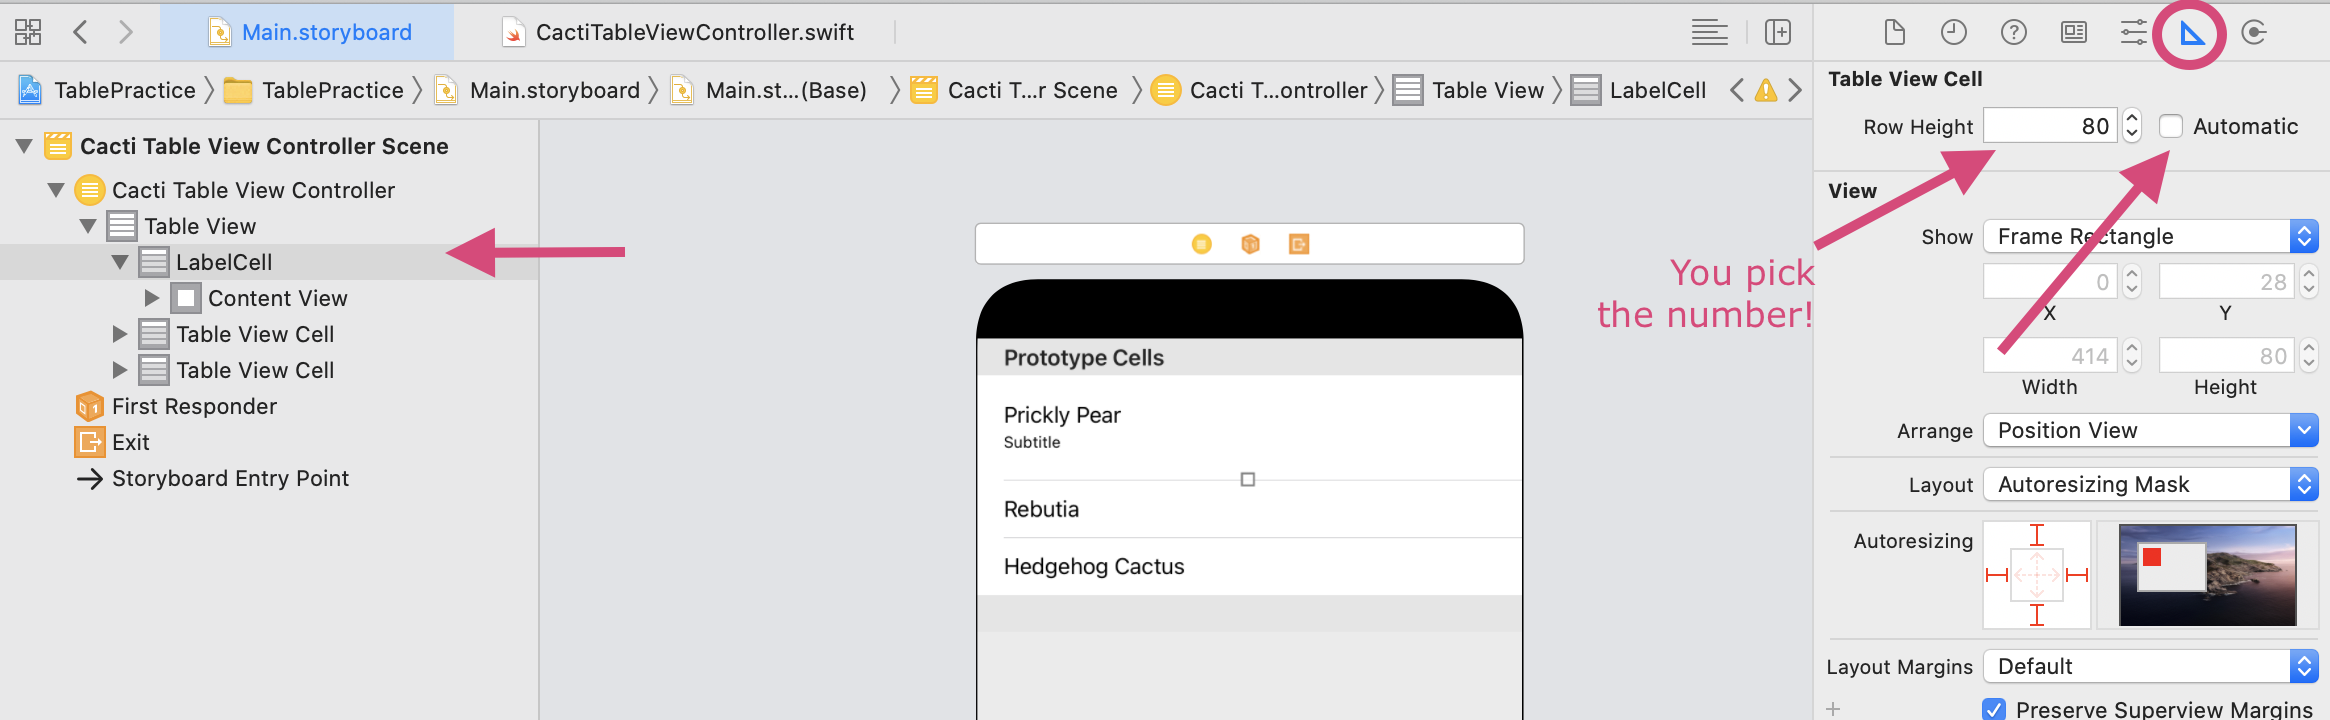 Main.storyboard
CactiTableViewController.swift
TablePractice
TablePractice
Main.storyboard
Main.st...(Base)
Cacti T...r Scene
Cacti T...ontroller
Table View
LabelCell
Cacti Table View Controller Scene
Cacti Table View Controller
Table View
LabelCell
Content View
Table View Cell
Table View Cell
First Responder
Exit
Storyboard Entry Point
Prototype Cells
Prickly Pear
Subtitle
Rebutia
Hedgehog Cactus
You pick
the number!
Table View Cell
Row Height 80 Automatic
View
Show Frame Rectangle
0 28
X Y
414 80
Width Height
Arrange Position View
Layout Autoresizing Mask
Autoresizing
Layout Margins Default
Preserve Superview Margins